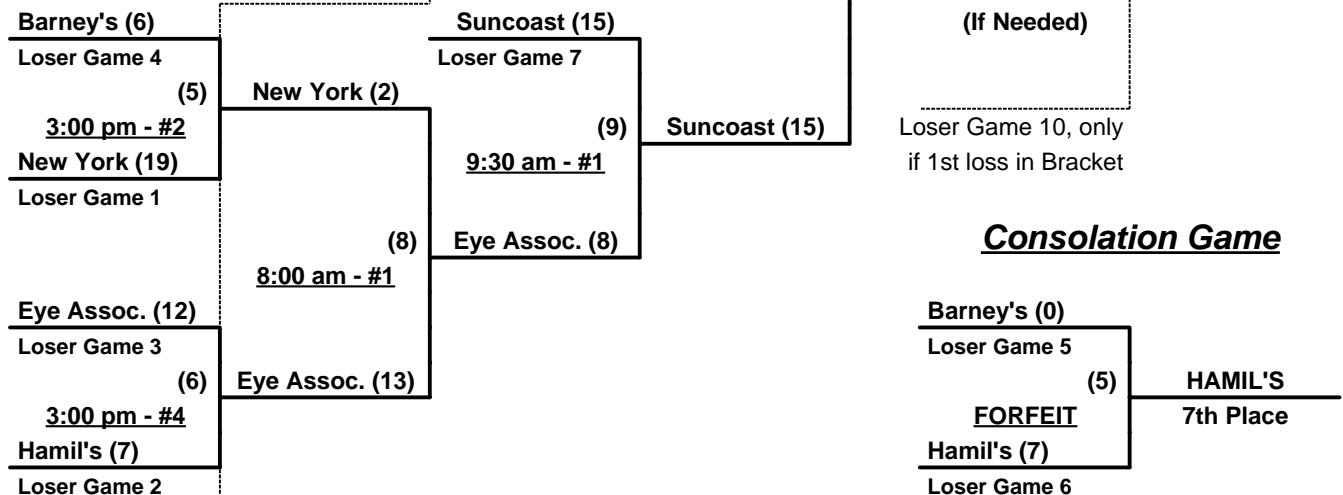 Barney's (6)
Suncoast (15)
(If Needed)
Loser Game 4
Loser Game 7
(5)
New York (2)
3:00 pm - #2
(9)
Suncoast (15)
Loser Game 10, only
New York (19)
9:30 am - #1
if 1st loss in Bracket
Loser Game 1
(8)
Eye Assoc. (8)
Consolation Game
8:00 am - #1
Eye Assoc. (12)
Barney's (0)
Loser Game 3
Loser Game 5
(6)
Eye Assoc. (13)
(5)
HAMIL'S
3:00 pm - #4
FORFEIT
7th Place
Hamil's (7)
Hamil's (7)
Loser Game 2
Loser Game 6